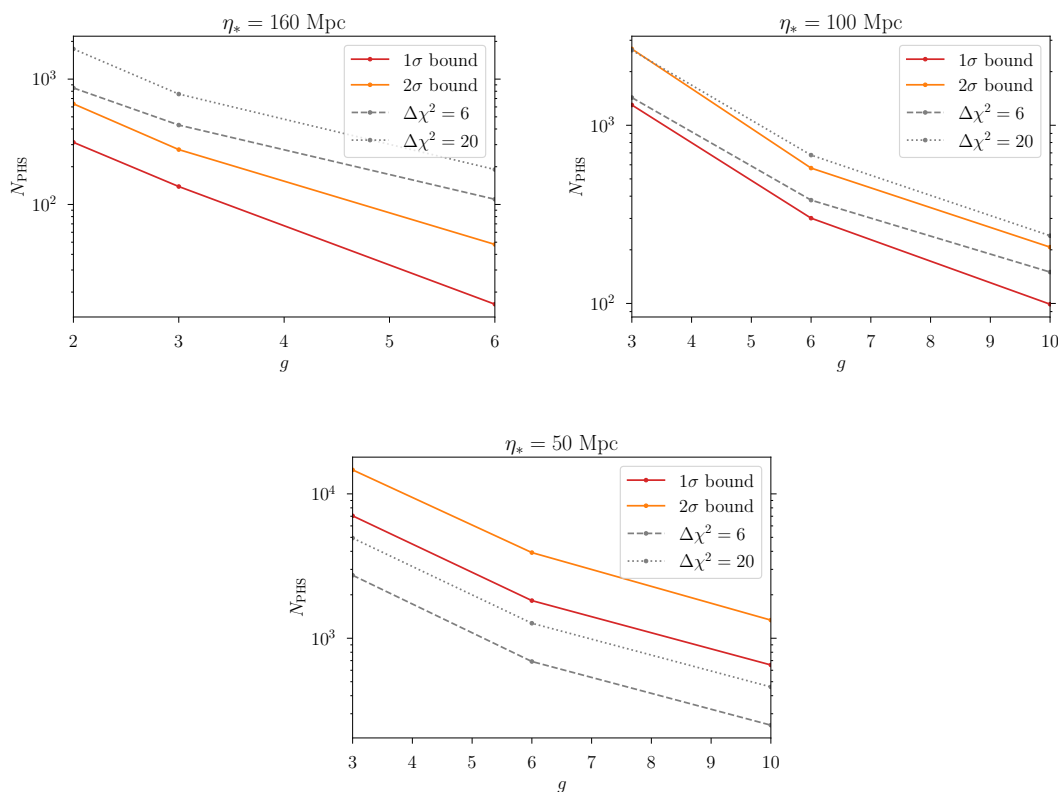 η* = 160 Mpc
10³
10²
N_PHS
2
3
4
5
6
g
1σ bound
2σ bound
Δχ² = 6
Δχ² = 20
η* = 100 Mpc
10³
10²
N_PHS
3
4
5
6
7
8
9
10
g
1σ bound
2σ bound
Δχ² = 6
Δχ² = 20
η* = 50 Mpc
10⁴
10³
N_PHS
3
4
5
6
7
8
9
10
g
1σ bound
2σ bound
Δχ² = 6
Δχ² = 20